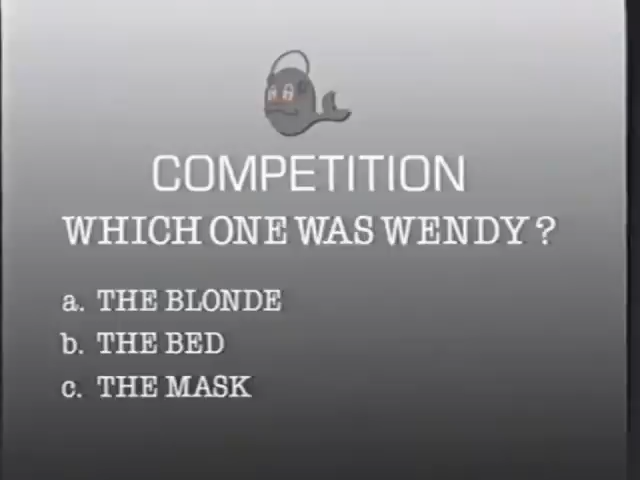 COMPETITION
WHICH ONE WAS WENDY ?
a. THE BLONDE
b. THE BED
c. THE MASK